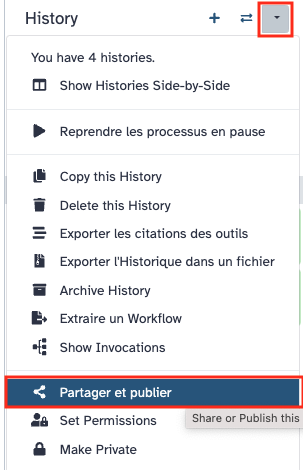 History
You have 4 histories.
Show Histories Side-by-Side
Reprendre les processus en pause
Copy this History
Delete this History
Exporter les citations des outils
Exporter l'Historique dans un fichier
Archive History
Extraire un Workflow
Show Invocations
Partager et publier
Set Permissions
Share or Publish this
Make Private